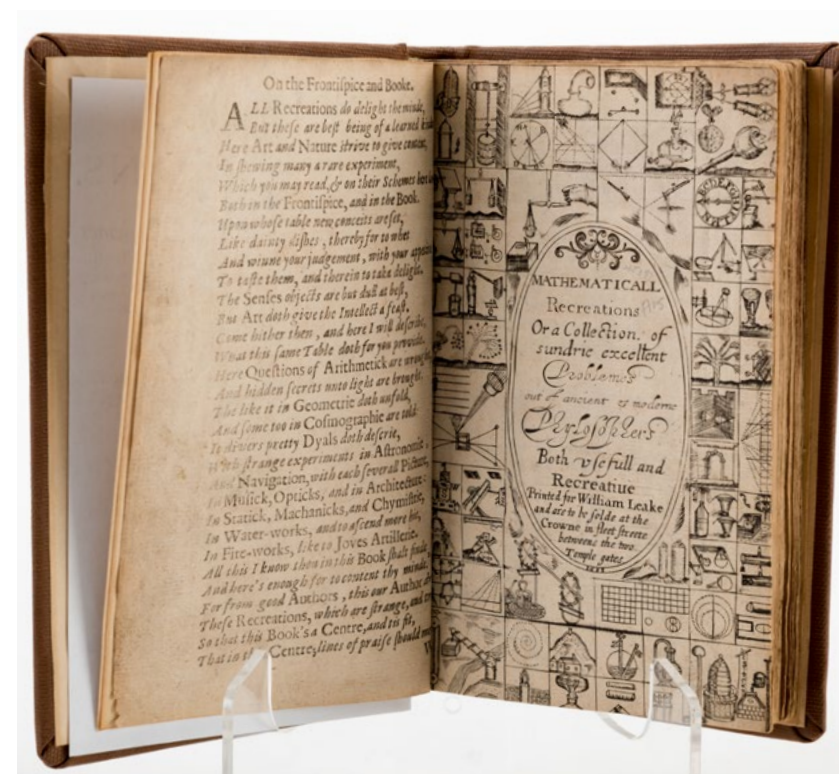 On the Frontiſpice and Booke.
ALL Recreations do delight the minde,
But theſe are beſt being of a learned
Here Art and Nature ſtrive to give content,
In ſhewing many a rare experiment,
Which you may read, & on their Schemes
Both in the Frontiſpice, and in the Book.
Upon whoſe table new conceits are ſet,
Like dainty diſhes, thereby for to whet
And winne your judgement, with your
To taſte them, and therein to take delight.
The Senſes objects are but dull at beſt,
But Art doth give the Intellect a feaſt.
Come hither then, and here I will deſcribe,
What this ſame Table doth for you provide.
Here Queſtions of Arithmetick are wrought,
And hidden ſecrets unto light are brought.
The like it in Geometrie doth unfold,
And ſome too in Coſmographie are told:
It divers pretty Dyals doth deſcrie,
With ſtrange experiments in Aſtronomie,
And Navigation, with each ſeverall Picture,
In Muſick, Opticks, and in Architecture:
In Statick, Machanicks, and Chymiſtrie,
In Water-works, and to aſcend more hie,
In Fire-works, like to Joves Artillerie.
All this I know thou in this Book ſhalt finde,
And here's enough for to content thy minde.
For from good Authors, this our Author
Theſe Recreations, which are ſtrange, and
So that this Book's a Centre, and tis fit,
That in this Centre; lines of praiſe ſhould
MATHEMATICALL
Recreations
Or a Collection, of
sundrie excellent
Problemes
out of ancient & moderne
Phylosophers
Both vsefull and
Recreatiue
Printed for William Leake
and are to be solde at the
Crowne in fleet streete
betweene the two
Temple gates